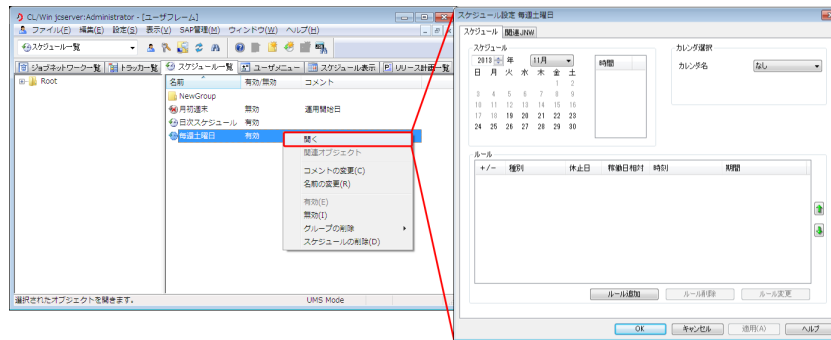 CL/Win jcserver:Administrator - [ユーザフレーム]
ファイル(F) 編集(E) 設定(S) 表示(V) SAP管理(M) ウィンドウ(W) ヘルプ(H)
スケジュール一覧
ジョブネットワーク一覧 トラッカ一覧 スケジュール一覧 ユーザメニュー スケジュール表示 リリース計画一覧
Root
名前 有効/無効 コメント
NewGroup
月初週末 無効 運用開始日
日次スケジュール 有効
毎週土曜日 有効
開く
関連オブジェクト
コメントの変更(C)
名前の変更(R)
有効(E)
無効(I)
グループの削除
スケジュールの削除(D)
選択されたオブジェクトを開きます。 UMS Mode
スケジュール設定 毎週土曜日
スケジュール 関連JNW
スケジュール
2013 年 11月
日 月 火 水 木 金 土
1 2
3 4 5 6 7 8 9
10 11 12 13 14 15 16
17 18 19 20 21 22 23
24 25 26 27 28 29 30
時間
カレンダ選択
カレンダ名 なし
ルール
+/- 種別 休止日 稼働日相対 時刻 期間
ルール追加 ルール削除 ルール変更
OK キャンセル 適用(A) ヘルプ